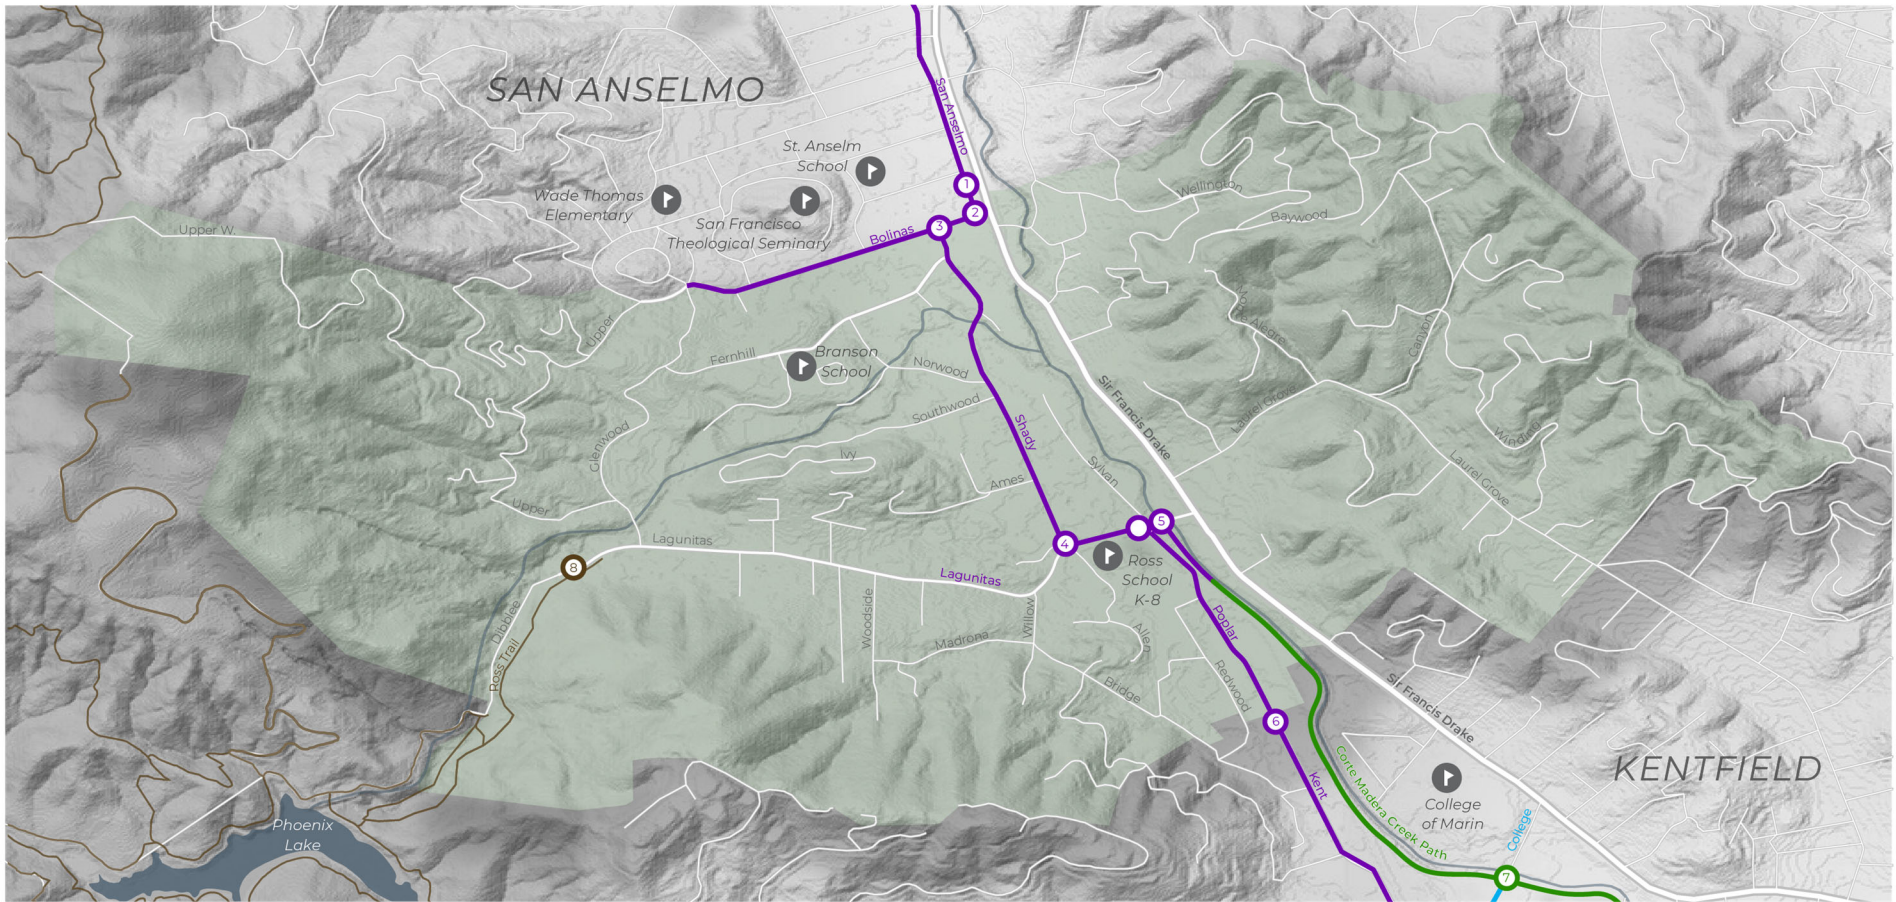 SAN ANSELMO
San Anselmo
St. Anselm
School
1
Wade Thomas
Elementary
Wellington
2
Baywood
San Francisco
Theological Seminary
3
Upper W.
Bolinas
Upper
Fernhill
Branson
School
Norwood
Canyon
Sir Francis Drake
Southwood
Laurel Grove
Shady
Glenwood
Ivy
Winding
Sylvan
Laurel Grove
Ames
Upper
5
Lagunitas
4
8
Ross
School
K-8
Lagunitas
Dibblee
Woodside
Willow
Poplar
Allen
Madrona
Ross Trail
Bridge
Redwood
Sir Francis Drake
6
KENTFIELD
Kent
Corte Madera Creek Path
College
of Marin
College
Phoenix
Lake
7